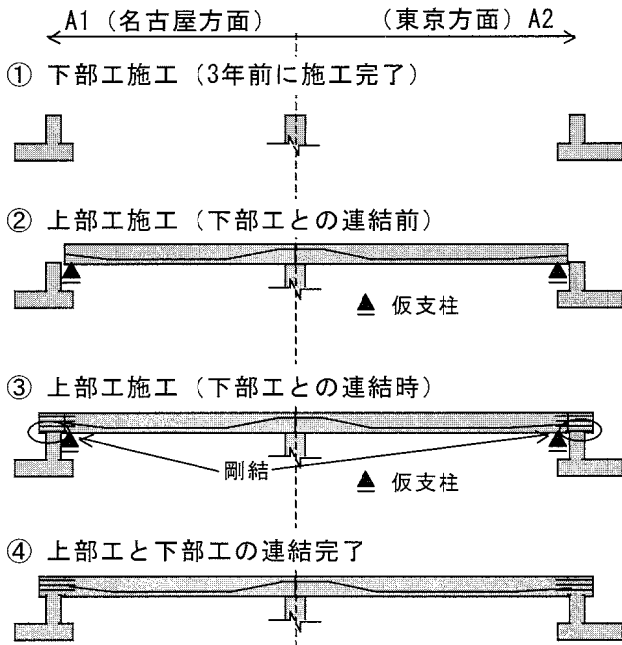 A1（名古屋方面） （東京方面）A2
① 下部工施工（3年前に施工完了）
② 上部工施工（下部工との連結前）
仮支柱
③ 上部工施工（下部工との連結時）
剛結
仮支柱
④ 上部工と下部工の連結完了